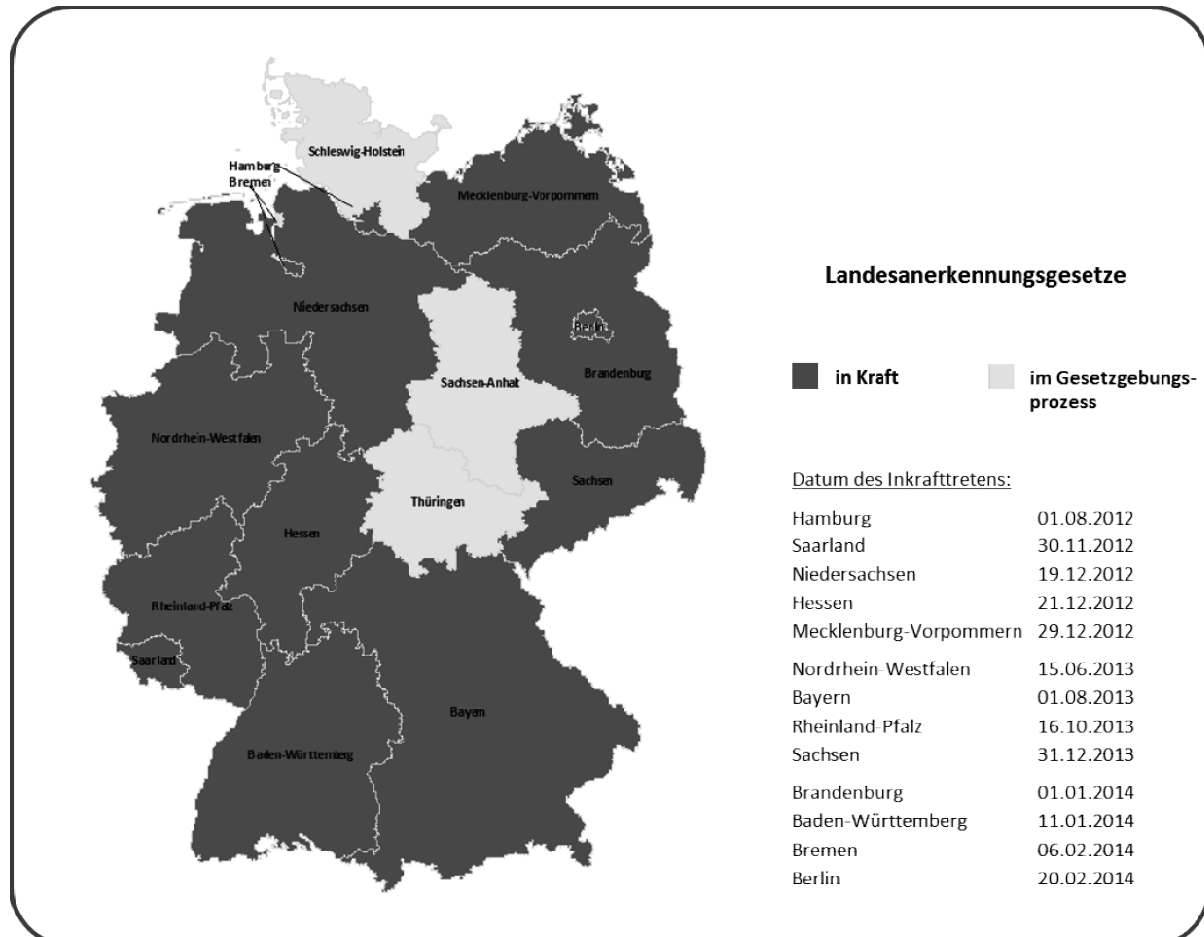 Schleswig-Holstein
Hamburg
Bremen
Mecklenburg-Vorpommern
Niedersachsen
Berlin
Sachsen-Anhalt
Brandenburg
Nordrhein-Westfalen
Thüringen
Sachsen
Hessen
Rheinland-Pfalz
Saarland
Bayern
Baden-Württemberg
Landesanerkennungsgesetze
in Kraft
im Gesetzgebungs-
prozess
Datum des Inkrafttretens:
Hamburg 01.08.2012
Saarland 30.11.2012
Niedersachsen 19.12.2012
Hessen 21.12.2012
Mecklenburg-Vorpommern 29.12.2012
Nordrhein-Westfalen 15.06.2013
Bayern 01.08.2013
Rheinland-Pfalz 16.10.2013
Sachsen 31.12.2013
Brandenburg 01.01.2014
Baden-Württemberg 11.01.2014
Bremen 06.02.2014
Berlin 20.02.2014